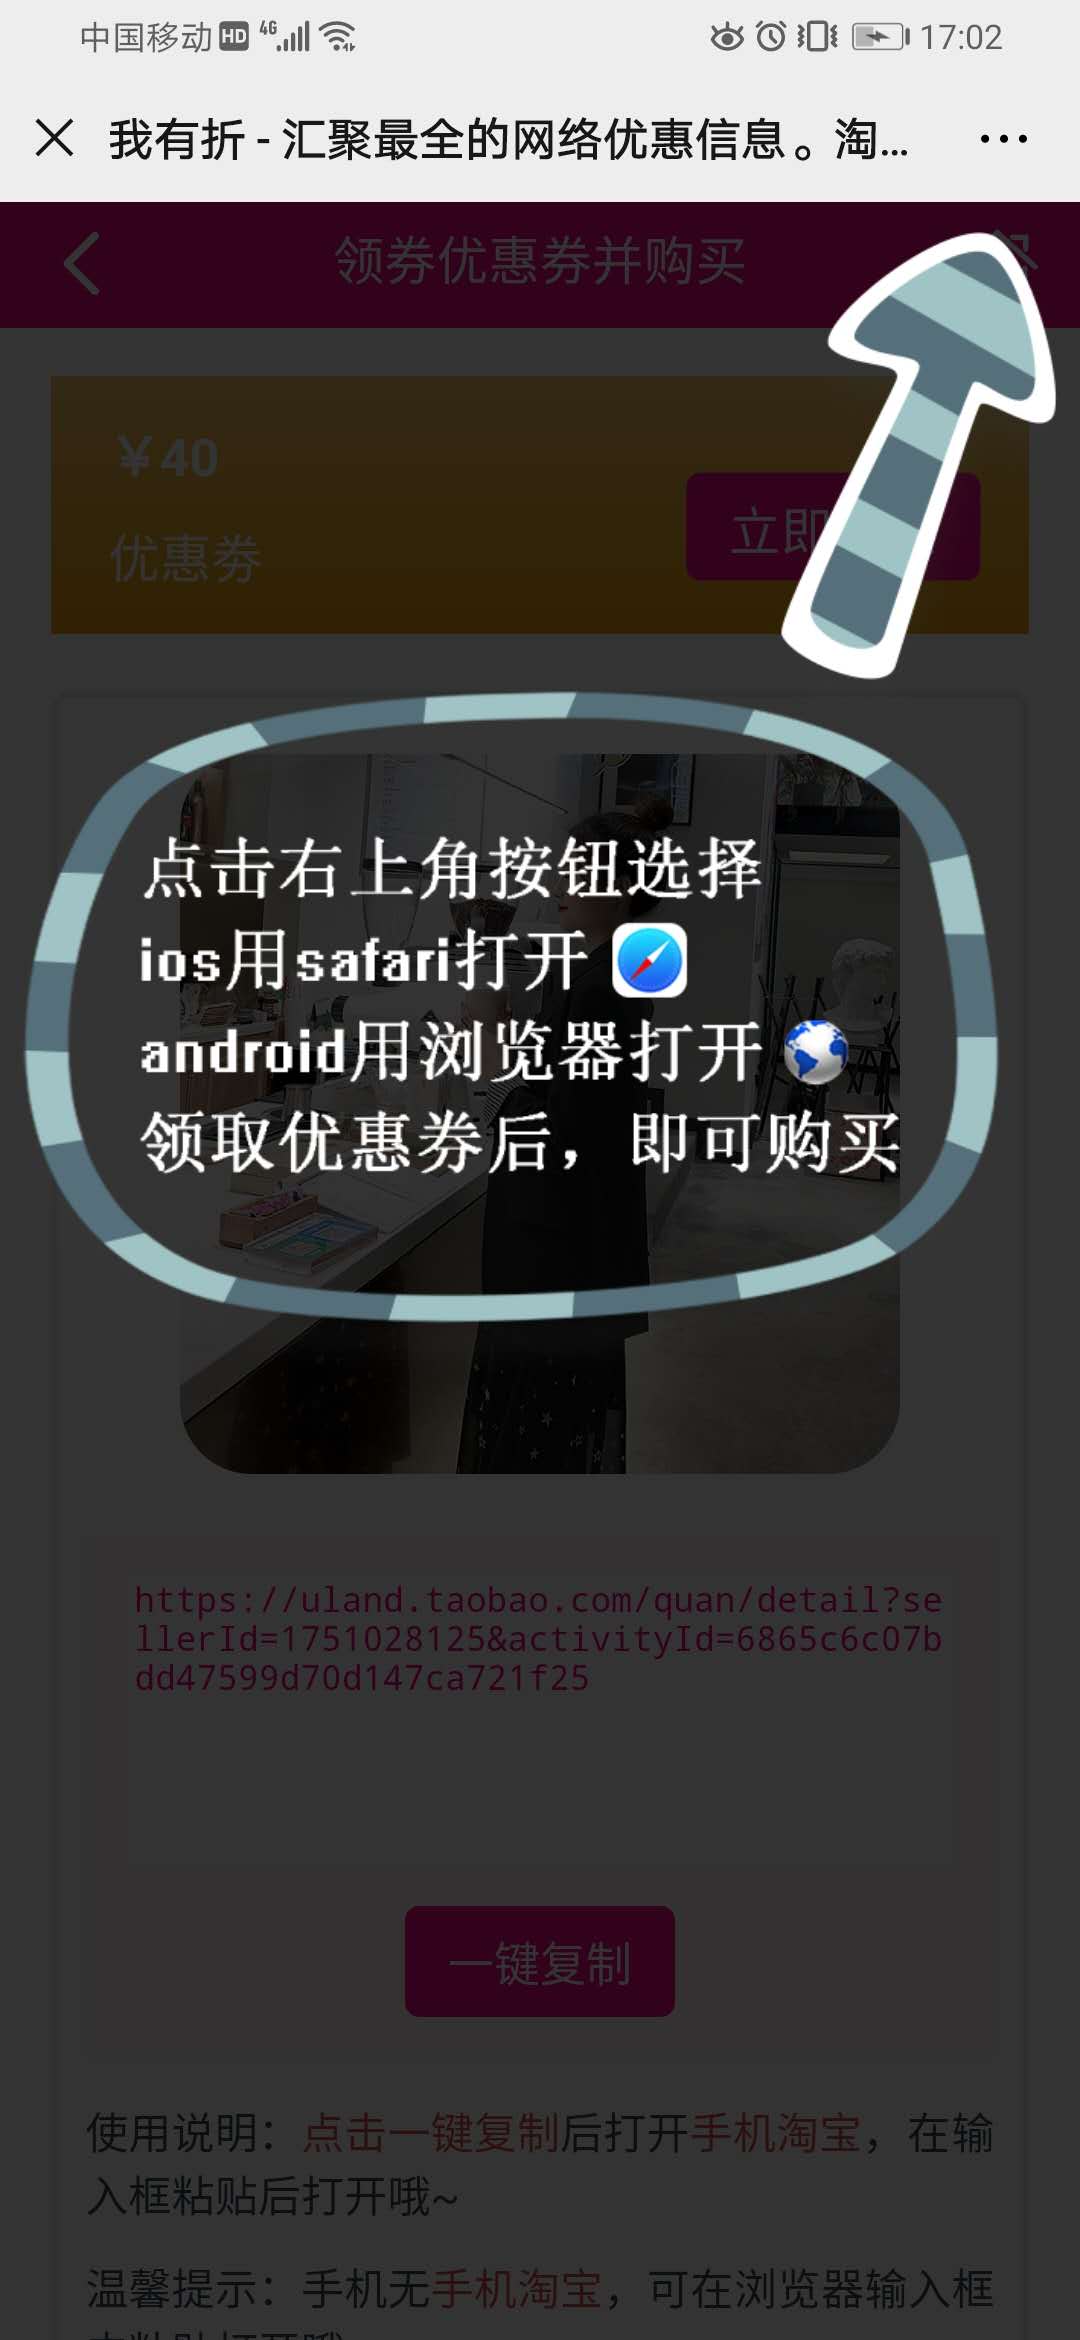 中国移动 HD 4G 17:02
我有折 - 汇聚最全的网络优惠信息。淘...
领券优惠券并购买
￥40
立即
优惠券
点击右上角按钮选择
ios用safari打开
android用浏览器打开
领取优惠券后，即可购买
https://uland.taobao.com/quan/detail?se
llerId=1751028125&activityId=6865c6c07b
dd47599d70d147ca721f25
一键复制
使用说明：点击一键复制后打开手机淘宝，在输
入框粘贴后打开哦~
温馨提示：手机无手机淘宝，可在浏览器输入框